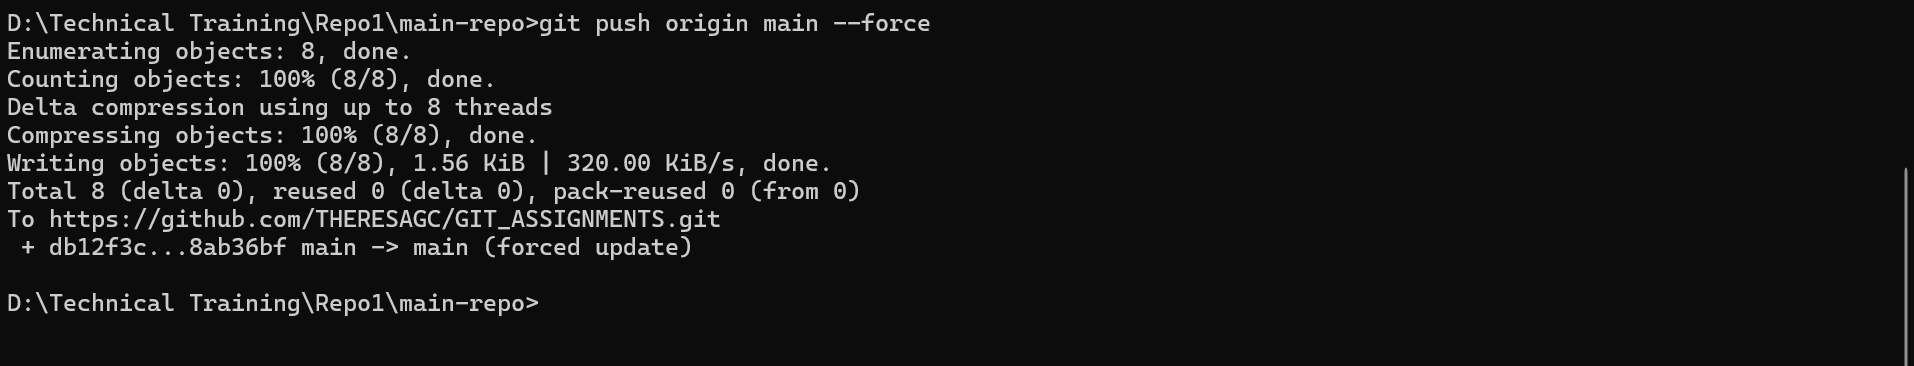 D:\Technical Training\Repo1\main-repo>git push origin main --force
Enumerating objects: 8, done.
Counting objects: 100% (8/8), done.
Delta compression using up to 8 threads
Compressing objects: 100% (8/8), done.
Writing objects: 100% (8/8), 1.56 KiB | 320.00 KiB/s, done.
Total 8 (delta 0), reused 0 (delta 0), pack-reused 0 (from 0)
To https://github.com/THERESAGC/GIT_ASSIGNMENTS.git
 + db12f3c...8ab36bf main -> main (forced update)
D:\Technical Training\Repo1\main-repo>